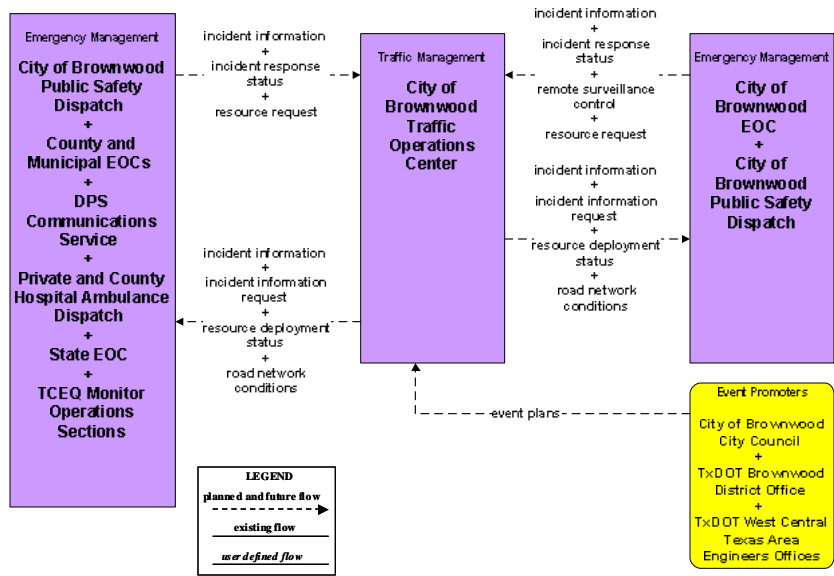 Emergency Management
City of Brownwood
Public Safety
Dispatch
+
County and
Municipal EOCs
+
DPS
Communications
Service
+
Private and County
Hospital Ambulance
Dispatch
+
State EOC
+
TCEQ Monitor
Operations
Sections
incident information
+
incident response
status
+
resource request
incident information
+
incident information
request
+
resource deployment
status
+
road network
conditions
Traffic Management
City of
Brownwood
Traffic
Operations
Center
incident information
+
incident response
status
+
remote surveillance
control
+
resource request
incident information
+
incident information
request
+
resource deployment
status
+
road network
conditions
Emergency Management
City of
Brownwood
EOC
+
City of
Brownwood
Public Safety
Dispatch
event plans
Event Promoters
City of Brownwood
City Council
+
TxDOT Brownwood
District Office
+
TxDOT West Central
Texas Area
Engineers Offices
LEGEND
planned and future flow
existing flow
user defined flow